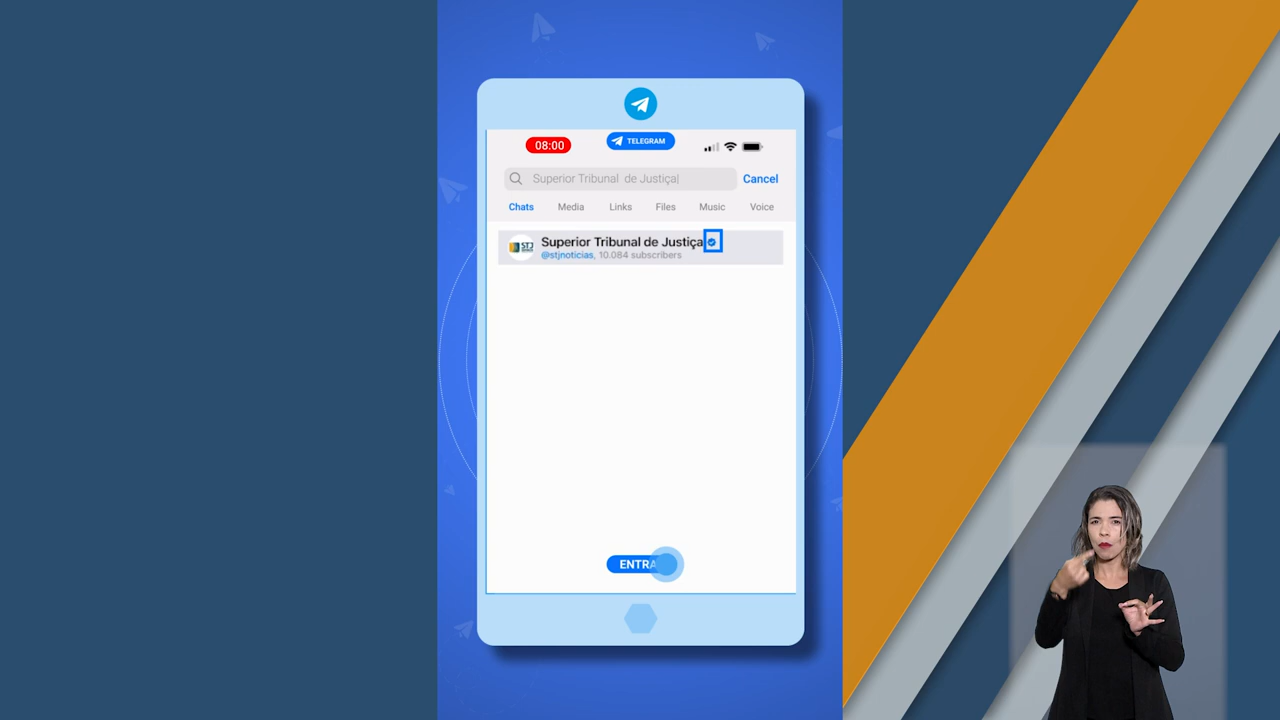 08:00
TELEGRAM
Superior Tribunal de Justiça
Cancel
Chats Media Links Files Music Voice
STJ
Superior Tribunal de Justiça
@stjnoticias, 10.084 subscribers
ENTRA